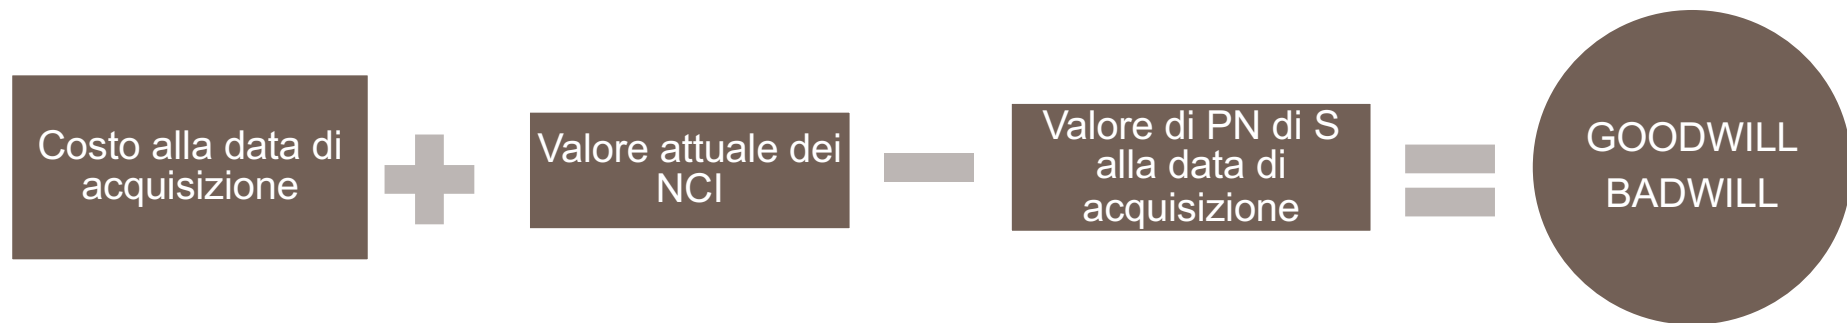 Costo alla data di
acquisizione
Valore attuale dei
NCI
Valore di PN di S
alla data di
acquisizione
GOODWILL
BADWILL